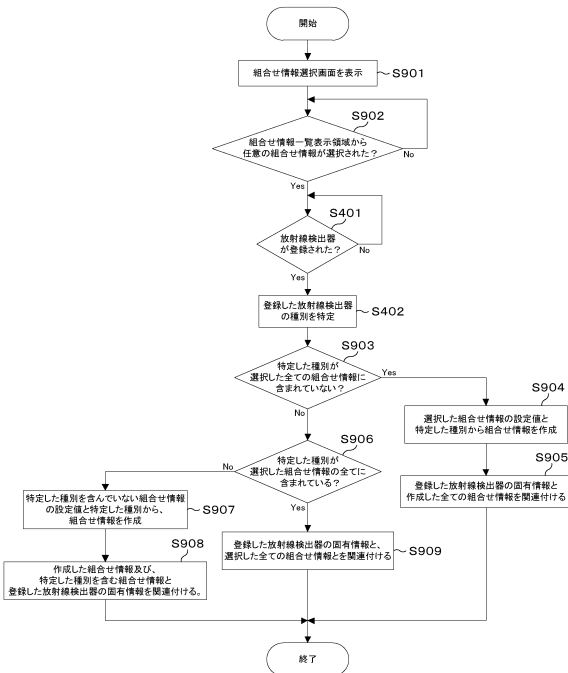 開始
組合せ情報選択画面を表示
S901
S902
組合せ情報一覧表示領域から
任意の組合せ情報が選択された？
No
Yes
S401
放射線検出器
が登録された？
No
Yes
登録した放射線検出器
の種別を特定
S402
S903
特定した種別が
選択した全ての組合せ情報に
含まれていない？
Yes
No
S904
選択した組合せ情報の設定値と
特定した種別から組合せ情報を作成
S905
登録した放射線検出器の固有情報と
作成した全ての組合せ情報を関連付ける
S906
特定した種別が
選択した組合せ情報の全てに
含まれている？
No
Yes
特定した種別を含んでいない組合せ情報
の設定値と特定した種別から、
組合せ情報を作成
S907
S908
作成した組合せ情報及び、
特定した種別を含む組合せ情報と
登録した放射線検出器の固有情報を関連付ける。
登録した放射線検出器の固有情報と、
選択した全ての組合せ情報とを関連付ける
S909
終了